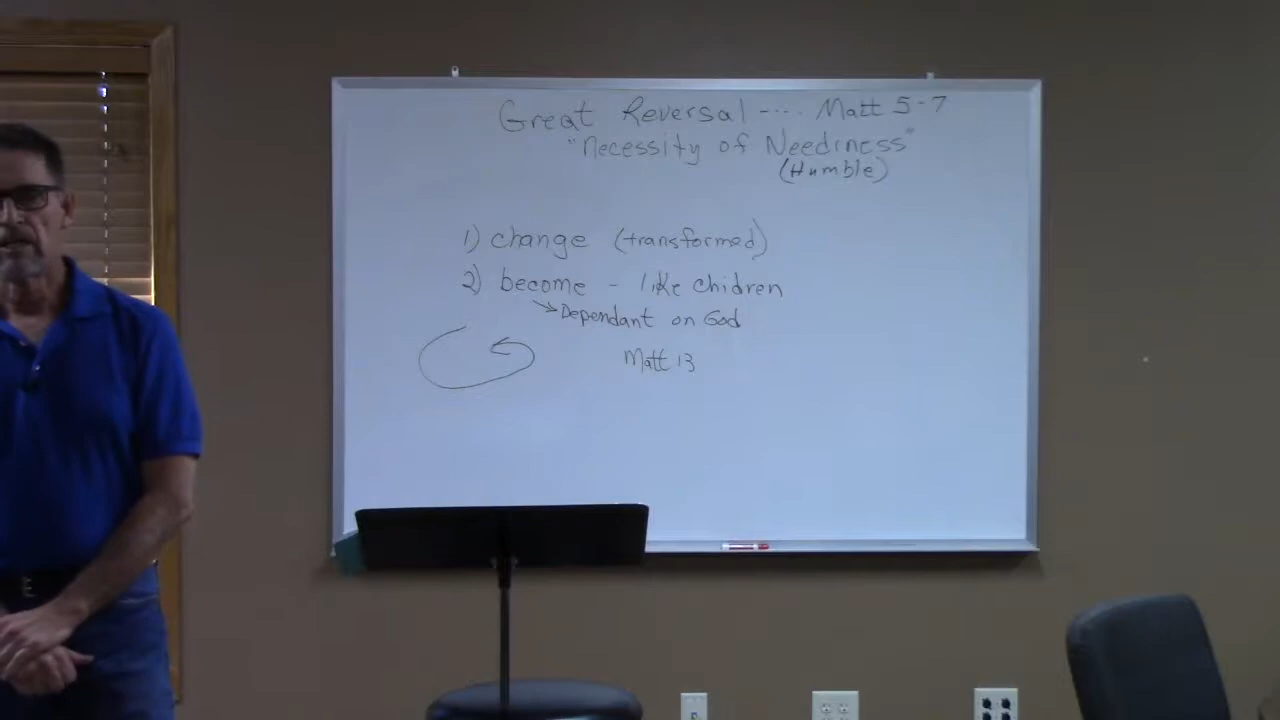 Great Reversal .... Matt 5-7
"Necessity of Neediness"
(Humble)
1) change (transformed)
2) become - like chidren
Dependant on God
Matt 13